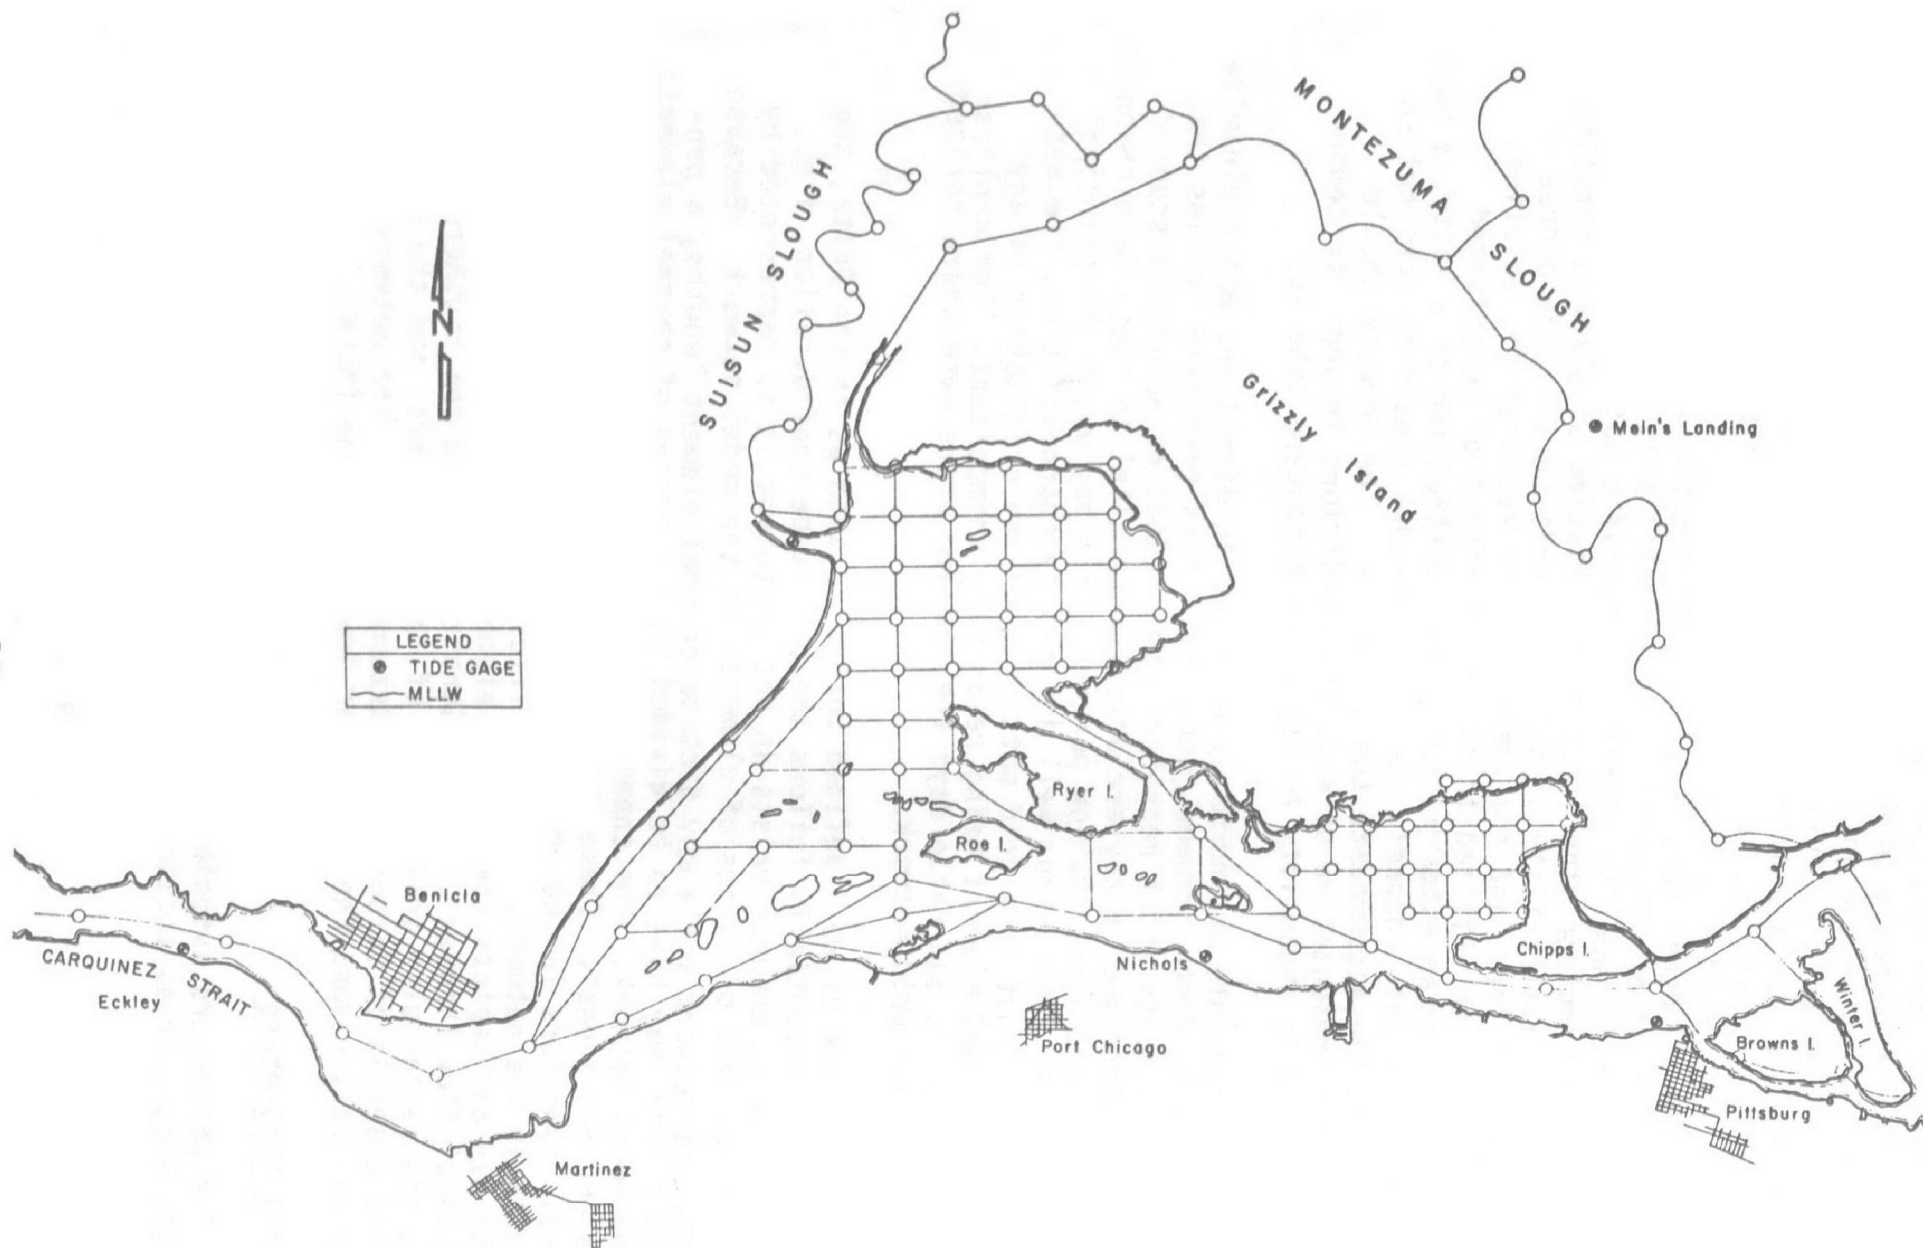 MONTEZUMA
SLOUGH
SUISUN SLOUGH
N
Grizzly
Island
Mein's Landing
LEGEND
TIDE GAGE
MLLW
Ryer I.
Roe I.
Benicia
CARQUINEZ
STRAIT
Eckley
Nichols
Chipps I.
Winter I.
Browns I.
Port Chicago
Pittsburg
Martinez